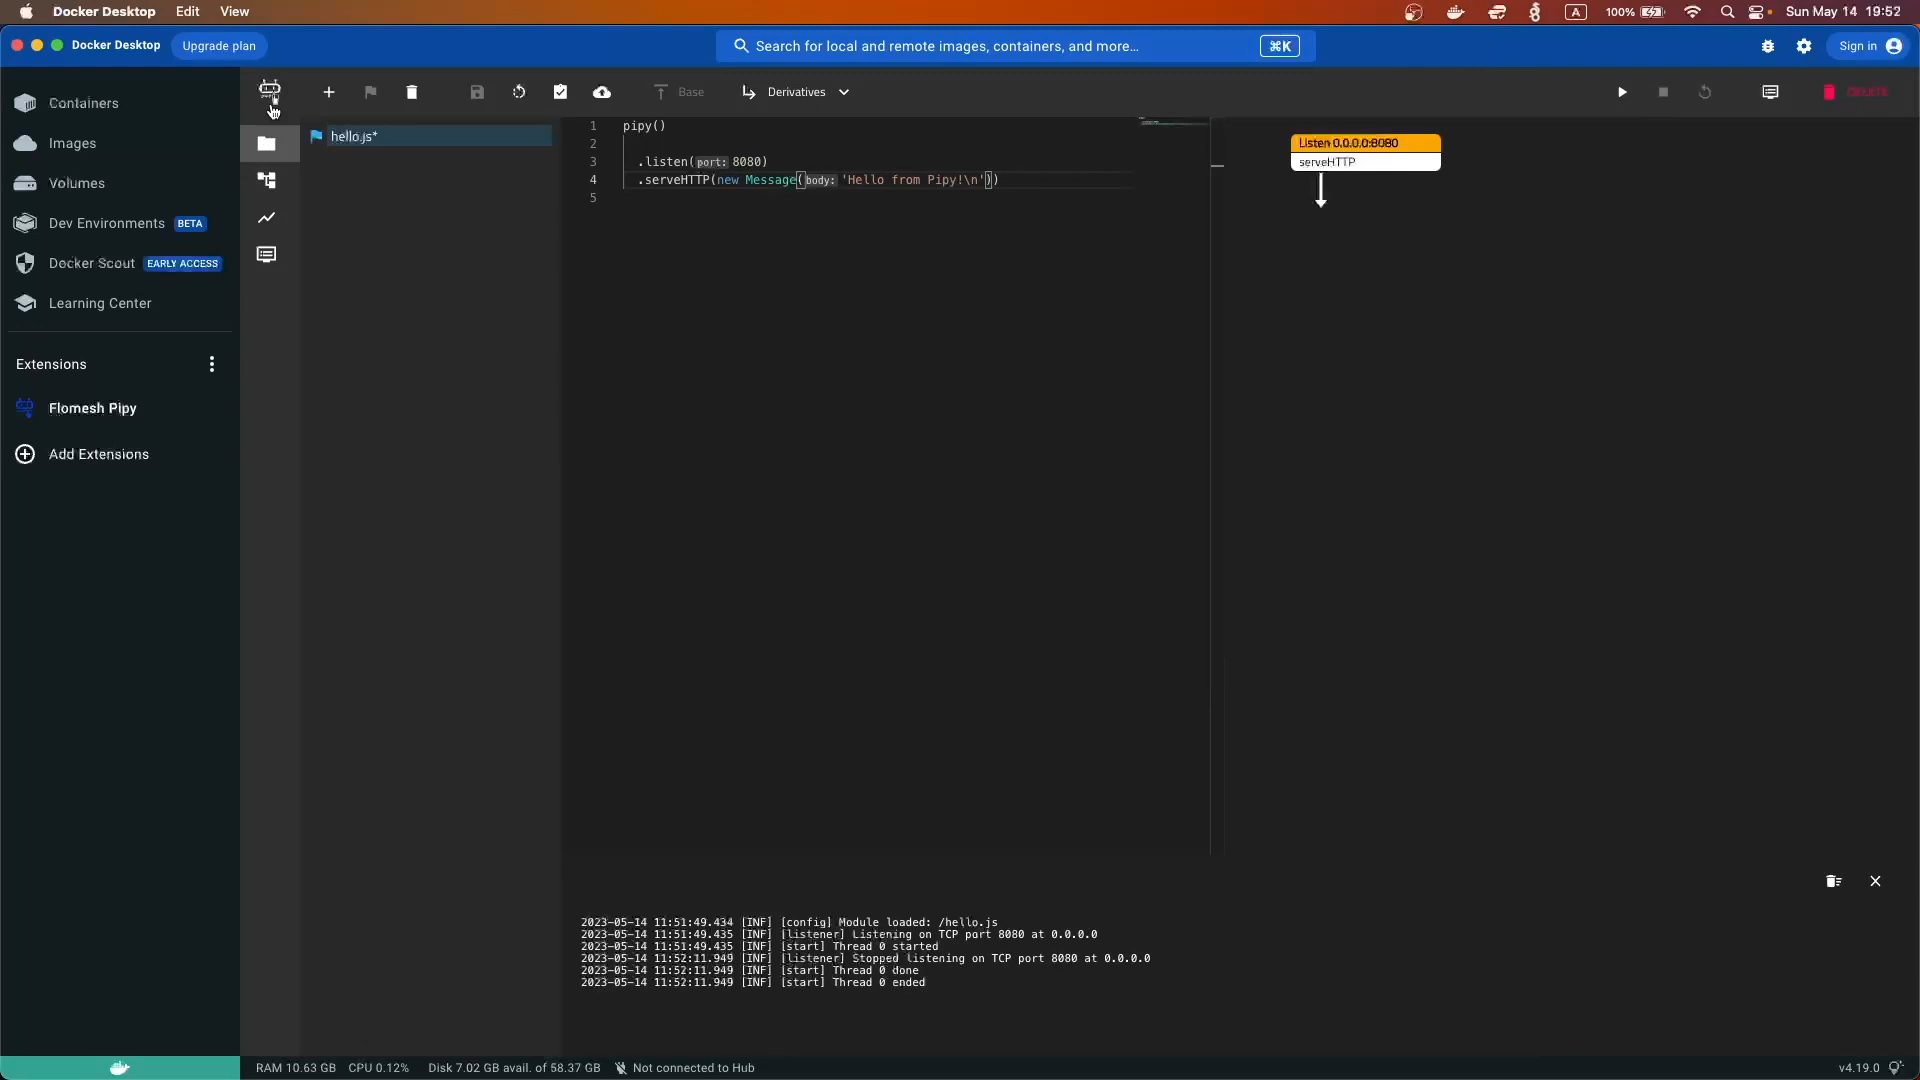 Docker Desktop Edit View
A 100% Sun May 14 19:52
Docker Desktop Upgrade plan
Search for local and remote images, containers, and more... ⌘K
Sign in
Containers
Images
Volumes
Dev Environments BETA
Docker Scout EARLY ACCESS
Learning Center
Extensions
Flomesh Pipy
Add Extensions
Base Derivatives DELETE
hello.js*
1 pipy()
2
3 .listen(port: 8080)
4 .serveHTTP(new Message(body: 'Hello from Pipy!\n'))
5
Listen 0.0.0.0:8080
serveHTTP
2023-05-14 11:51:49.434 [INF] [config] Module loaded: /hello.js
2023-05-14 11:51:49.435 [INF] [listener] Listening on TCP port 8080 at 0.0.0.0
2023-05-14 11:51:49.435 [INF] [start] Thread 0 started
2023-05-14 11:52:11.949 [INF] [listener] Stopped listening on TCP port 8080 at 0.0.0.0
2023-05-14 11:52:11.949 [INF] [start] Thread 0 done
2023-05-14 11:52:11.949 [INF] [start] Thread 0 ended
RAM 10.63 GB CPU 0.12% Disk 7.02 GB avail. of 58.37 GB Not connected to Hub
v4.19.0